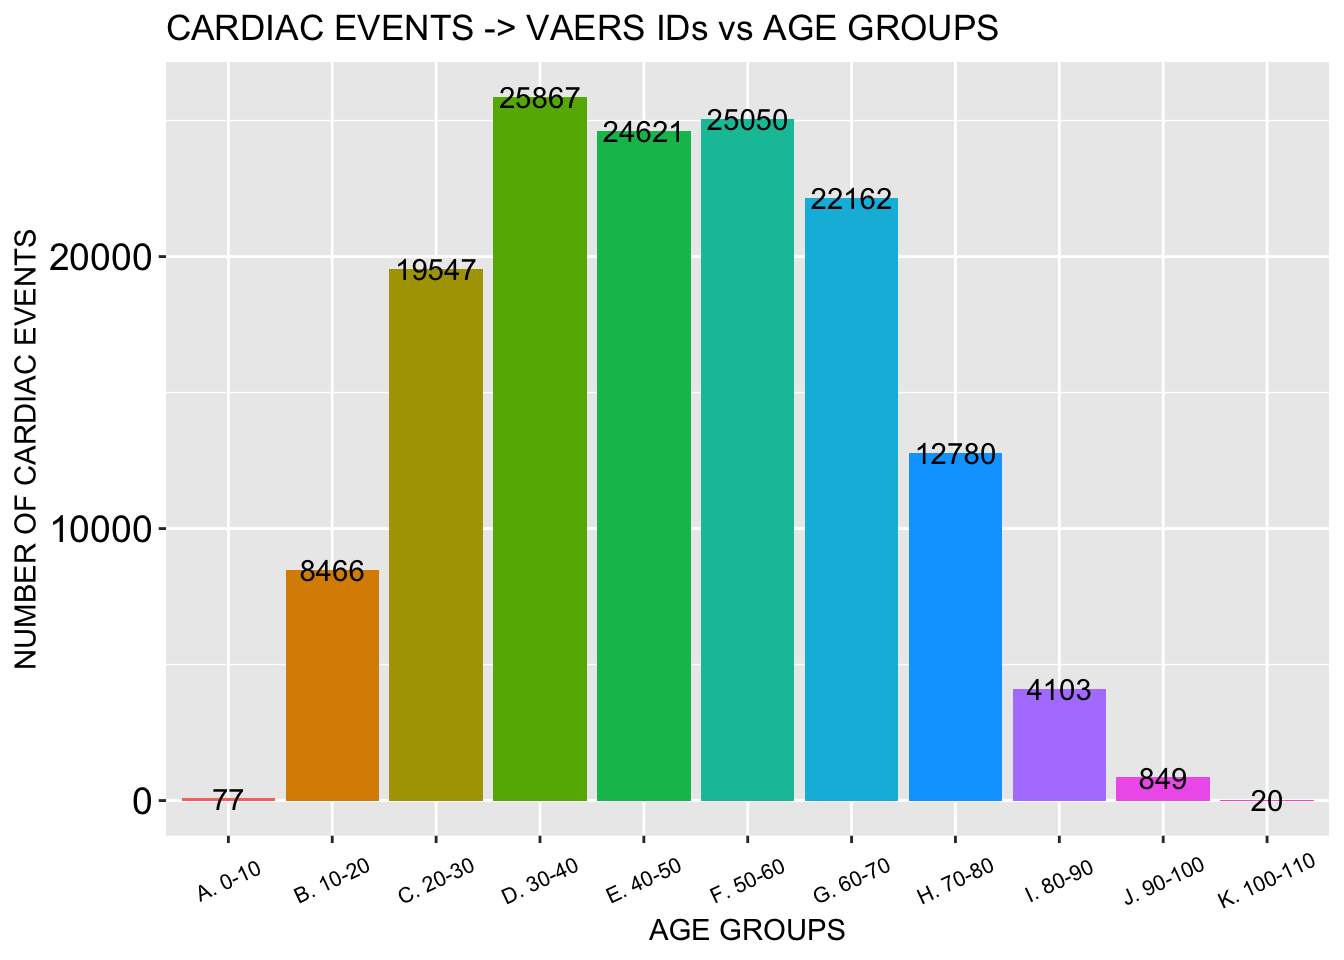 CARDIAC EVENTS -> VAERS IDs vs AGE GROUPS
NUMBER OF CARDIAC EVENTS
20000
10000
0
77
8466
19547
25867
24621
25050
22162
12780
4103
849
20
A. 0-10
B. 10-20
C. 20-30
D. 30-40
E. 40-50
F. 50-60
G. 60-70
H. 70-80
I. 80-90
J. 90-100
K. 100-110
AGE GROUPS